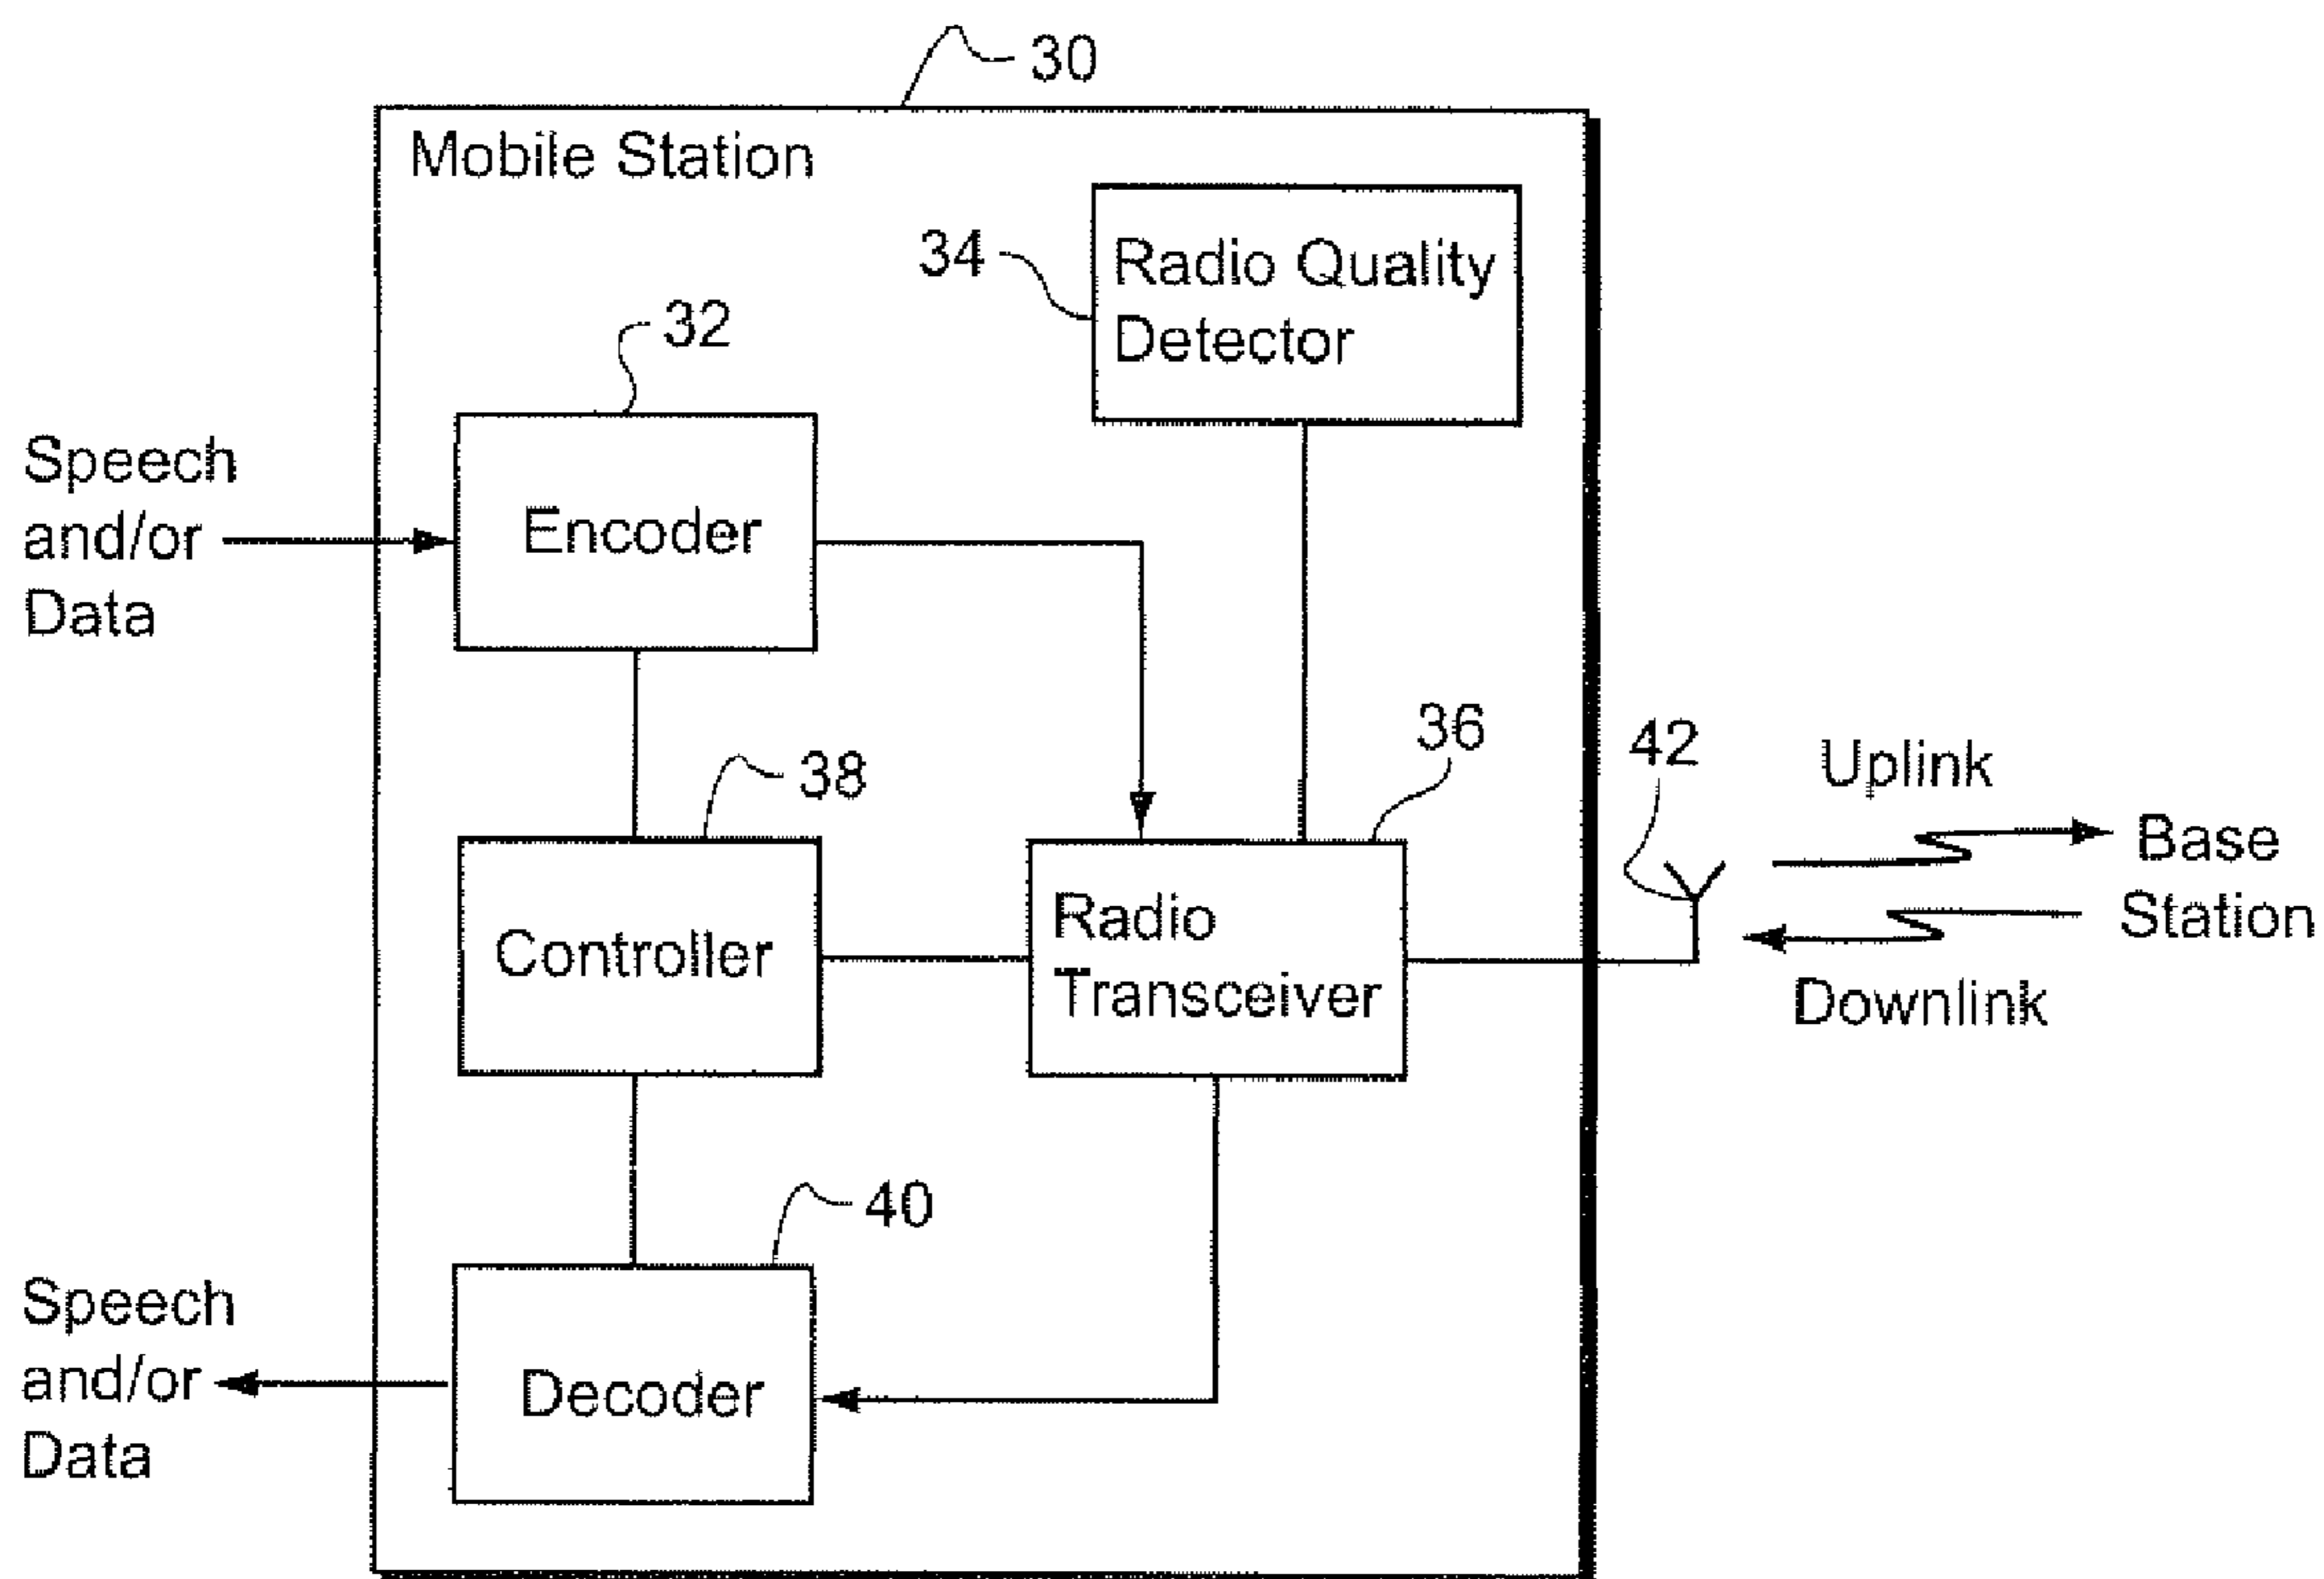 30
Mobile Station
34
Radio Quality
Detector
32
Speech
and/or
Data
Encoder
38
36
42
Uplink
Base
Station
Downlink
Controller
Radio
Transceiver
40
Speech
and/or
Data
Decoder